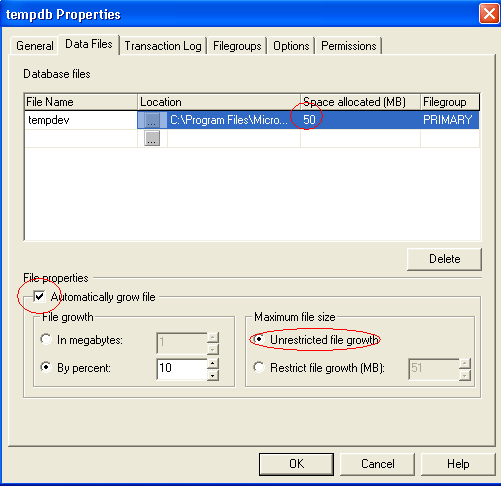 tempdb Properties
General Data Files Transaction Log Filegroups Options Permissions
Database files
File Name Location Space allocated (MB) Filegroup
tempdev ... C:\Program Files\Micro... 50 PRIMARY
...
Delete
File properties
Automatically grow file
File growth Maximum file size
In megabytes: 1 Unrestricted file growth
By percent: 10 Restrict file growth (MB): 51
OK Cancel Help